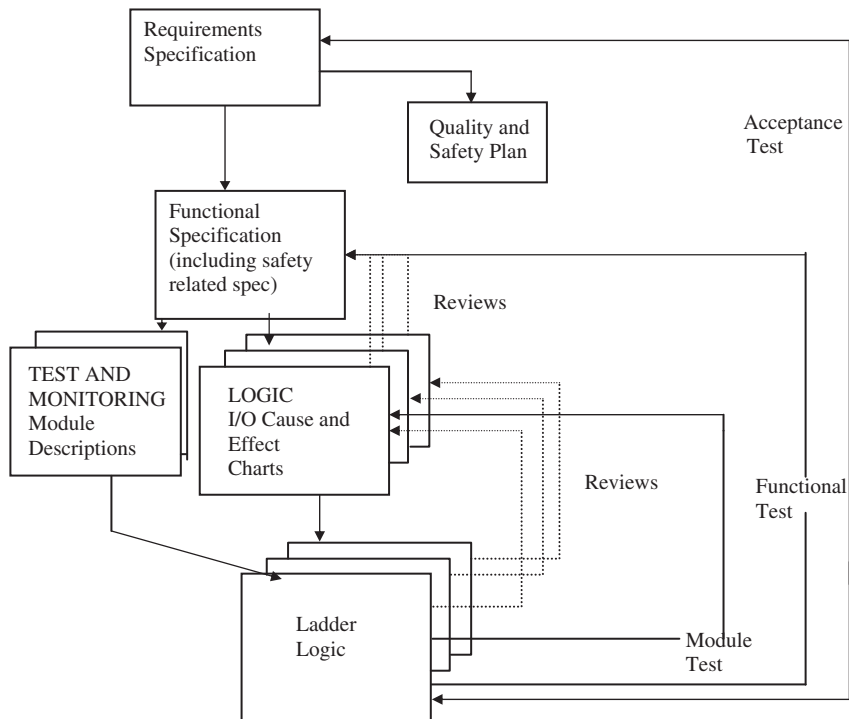 Requirements
Specification
Acceptance
Test
Quality and
Safety Plan
Functional
Specification
(including safety
related spec)
Reviews
TEST AND
MONITORING
Module
Descriptions
LOGIC
I/O Cause and
Effect
Charts
Reviews
Functional
Test
Ladder
Logic
Module
Test